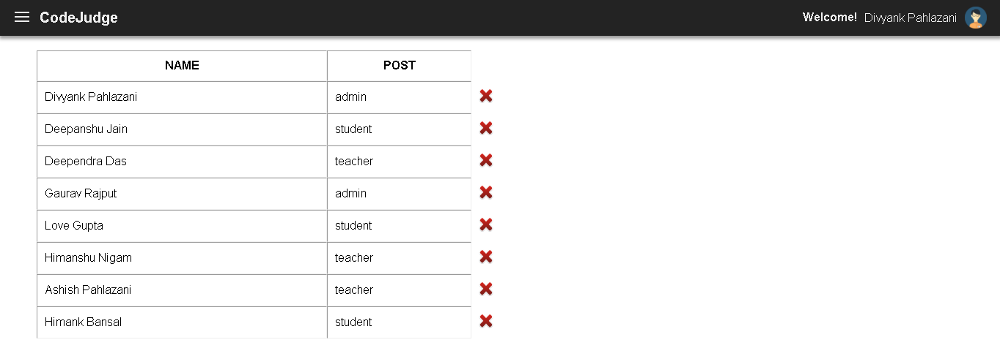 CodeJudge Welcome! Divyank Pahlazani
NAME POST
Divyank Pahlazani admin
Deepanshu Jain student
Deependra Das teacher
Gaurav Rajput admin
Love Gupta student
Himanshu Nigam teacher
Ashish Pahlazani teacher
Himank Bansal student